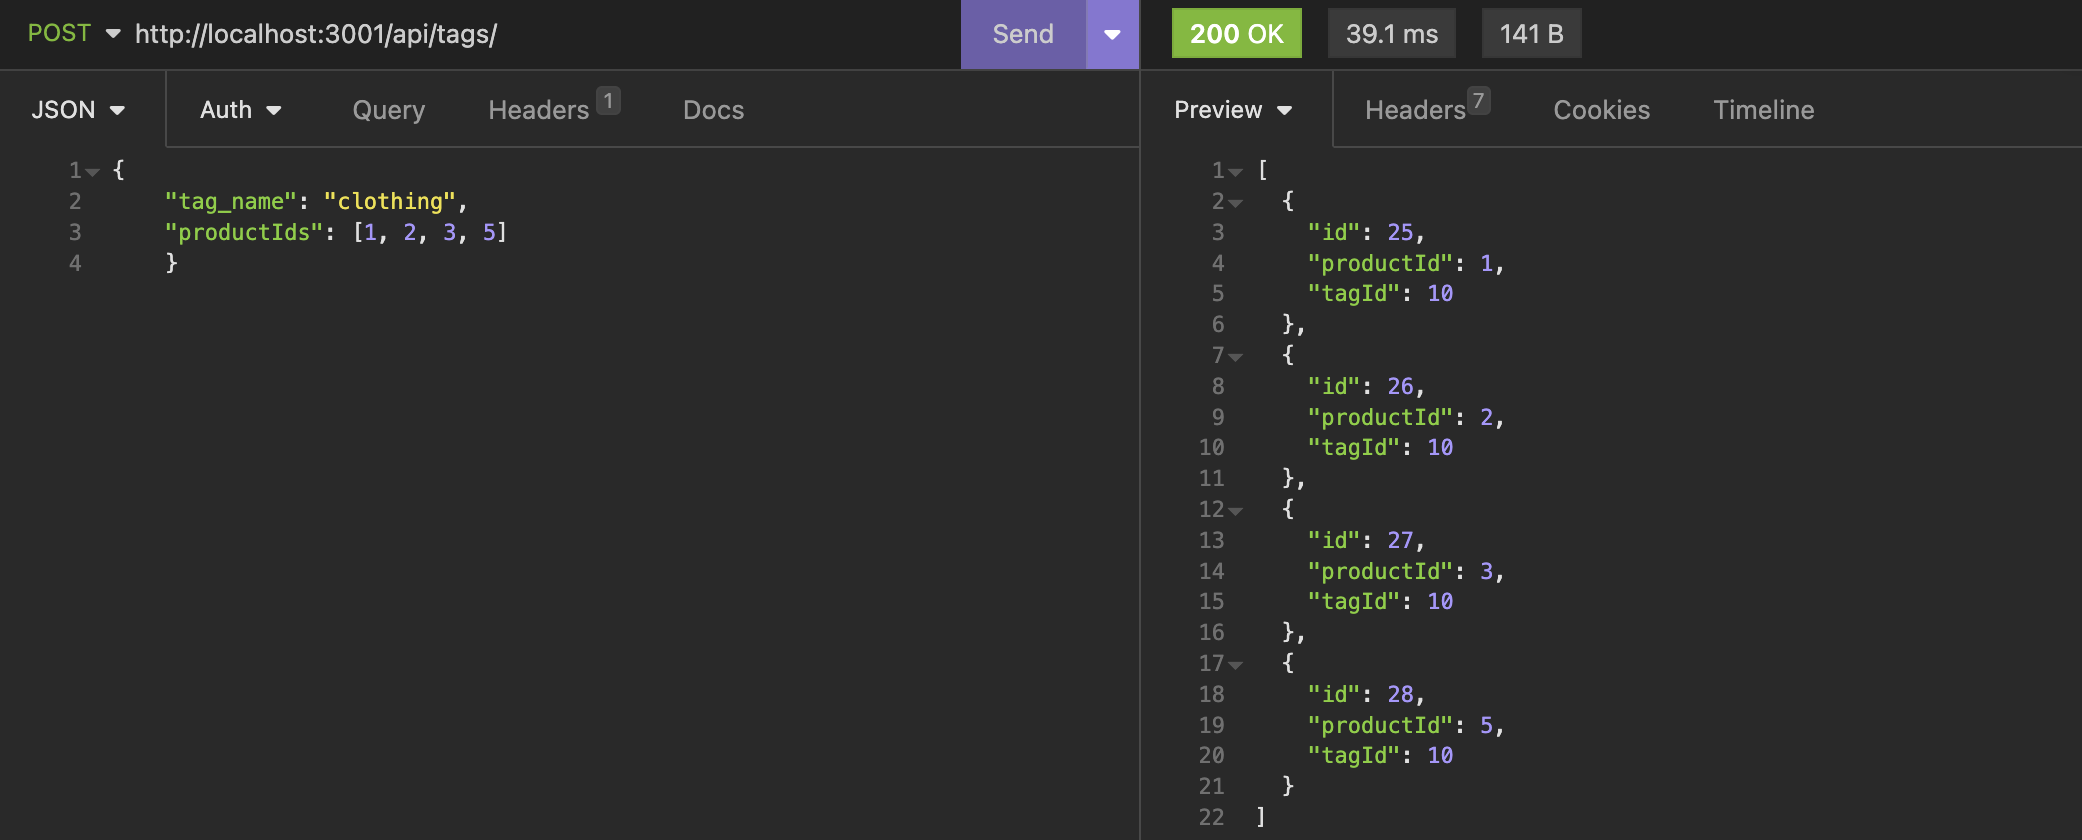 POST http://localhost:3001/api/tags/ Send 200 OK 39.1 ms 141 B
JSON Auth Query Headers 1 Docs Preview Headers 7 Cookies Timeline
1 {
2 "tag_name": "clothing",
3 "productIds": [1, 2, 3, 5]
4 }
1 [
2 {
3 "id": 25,
4 "productId": 1,
5 "tagId": 10
6 },
7 {
8 "id": 26,
9 "productId": 2,
10 "tagId": 10
11 },
12 {
13 "id": 27,
14 "productId": 3,
15 "tagId": 10
16 },
17 {
18 "id": 28,
19 "productId": 5,
20 "tagId": 10
21 }
22 ]